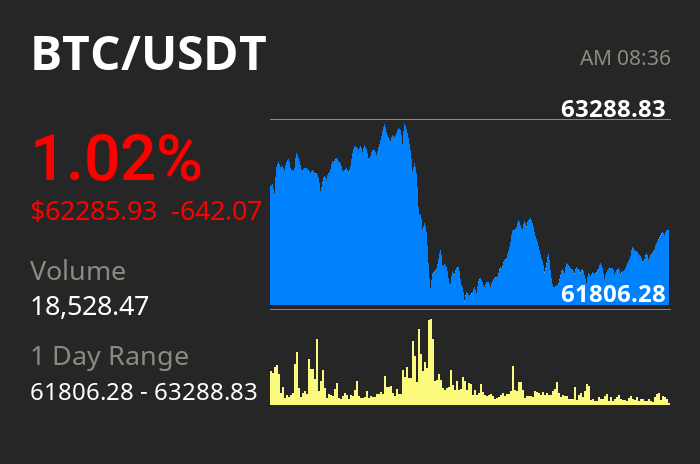 BTC/USDT
AM 08:36
63288.83
1.02%
$62285.93 -642.07
Volume
18,528.47
61806.28
1 Day Range
61806.28 - 63288.83